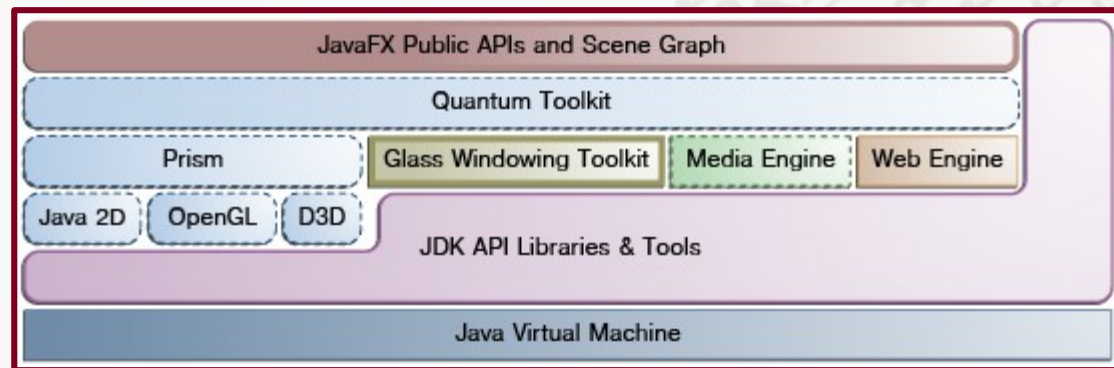 JavaFX Public APIs and Scene Graph
Quantum Toolkit
Prism Glass Windowing Toolkit Media Engine Web Engine
Java 2D OpenGL D3D
JDK API Libraries & Tools
Java Virtual Machine